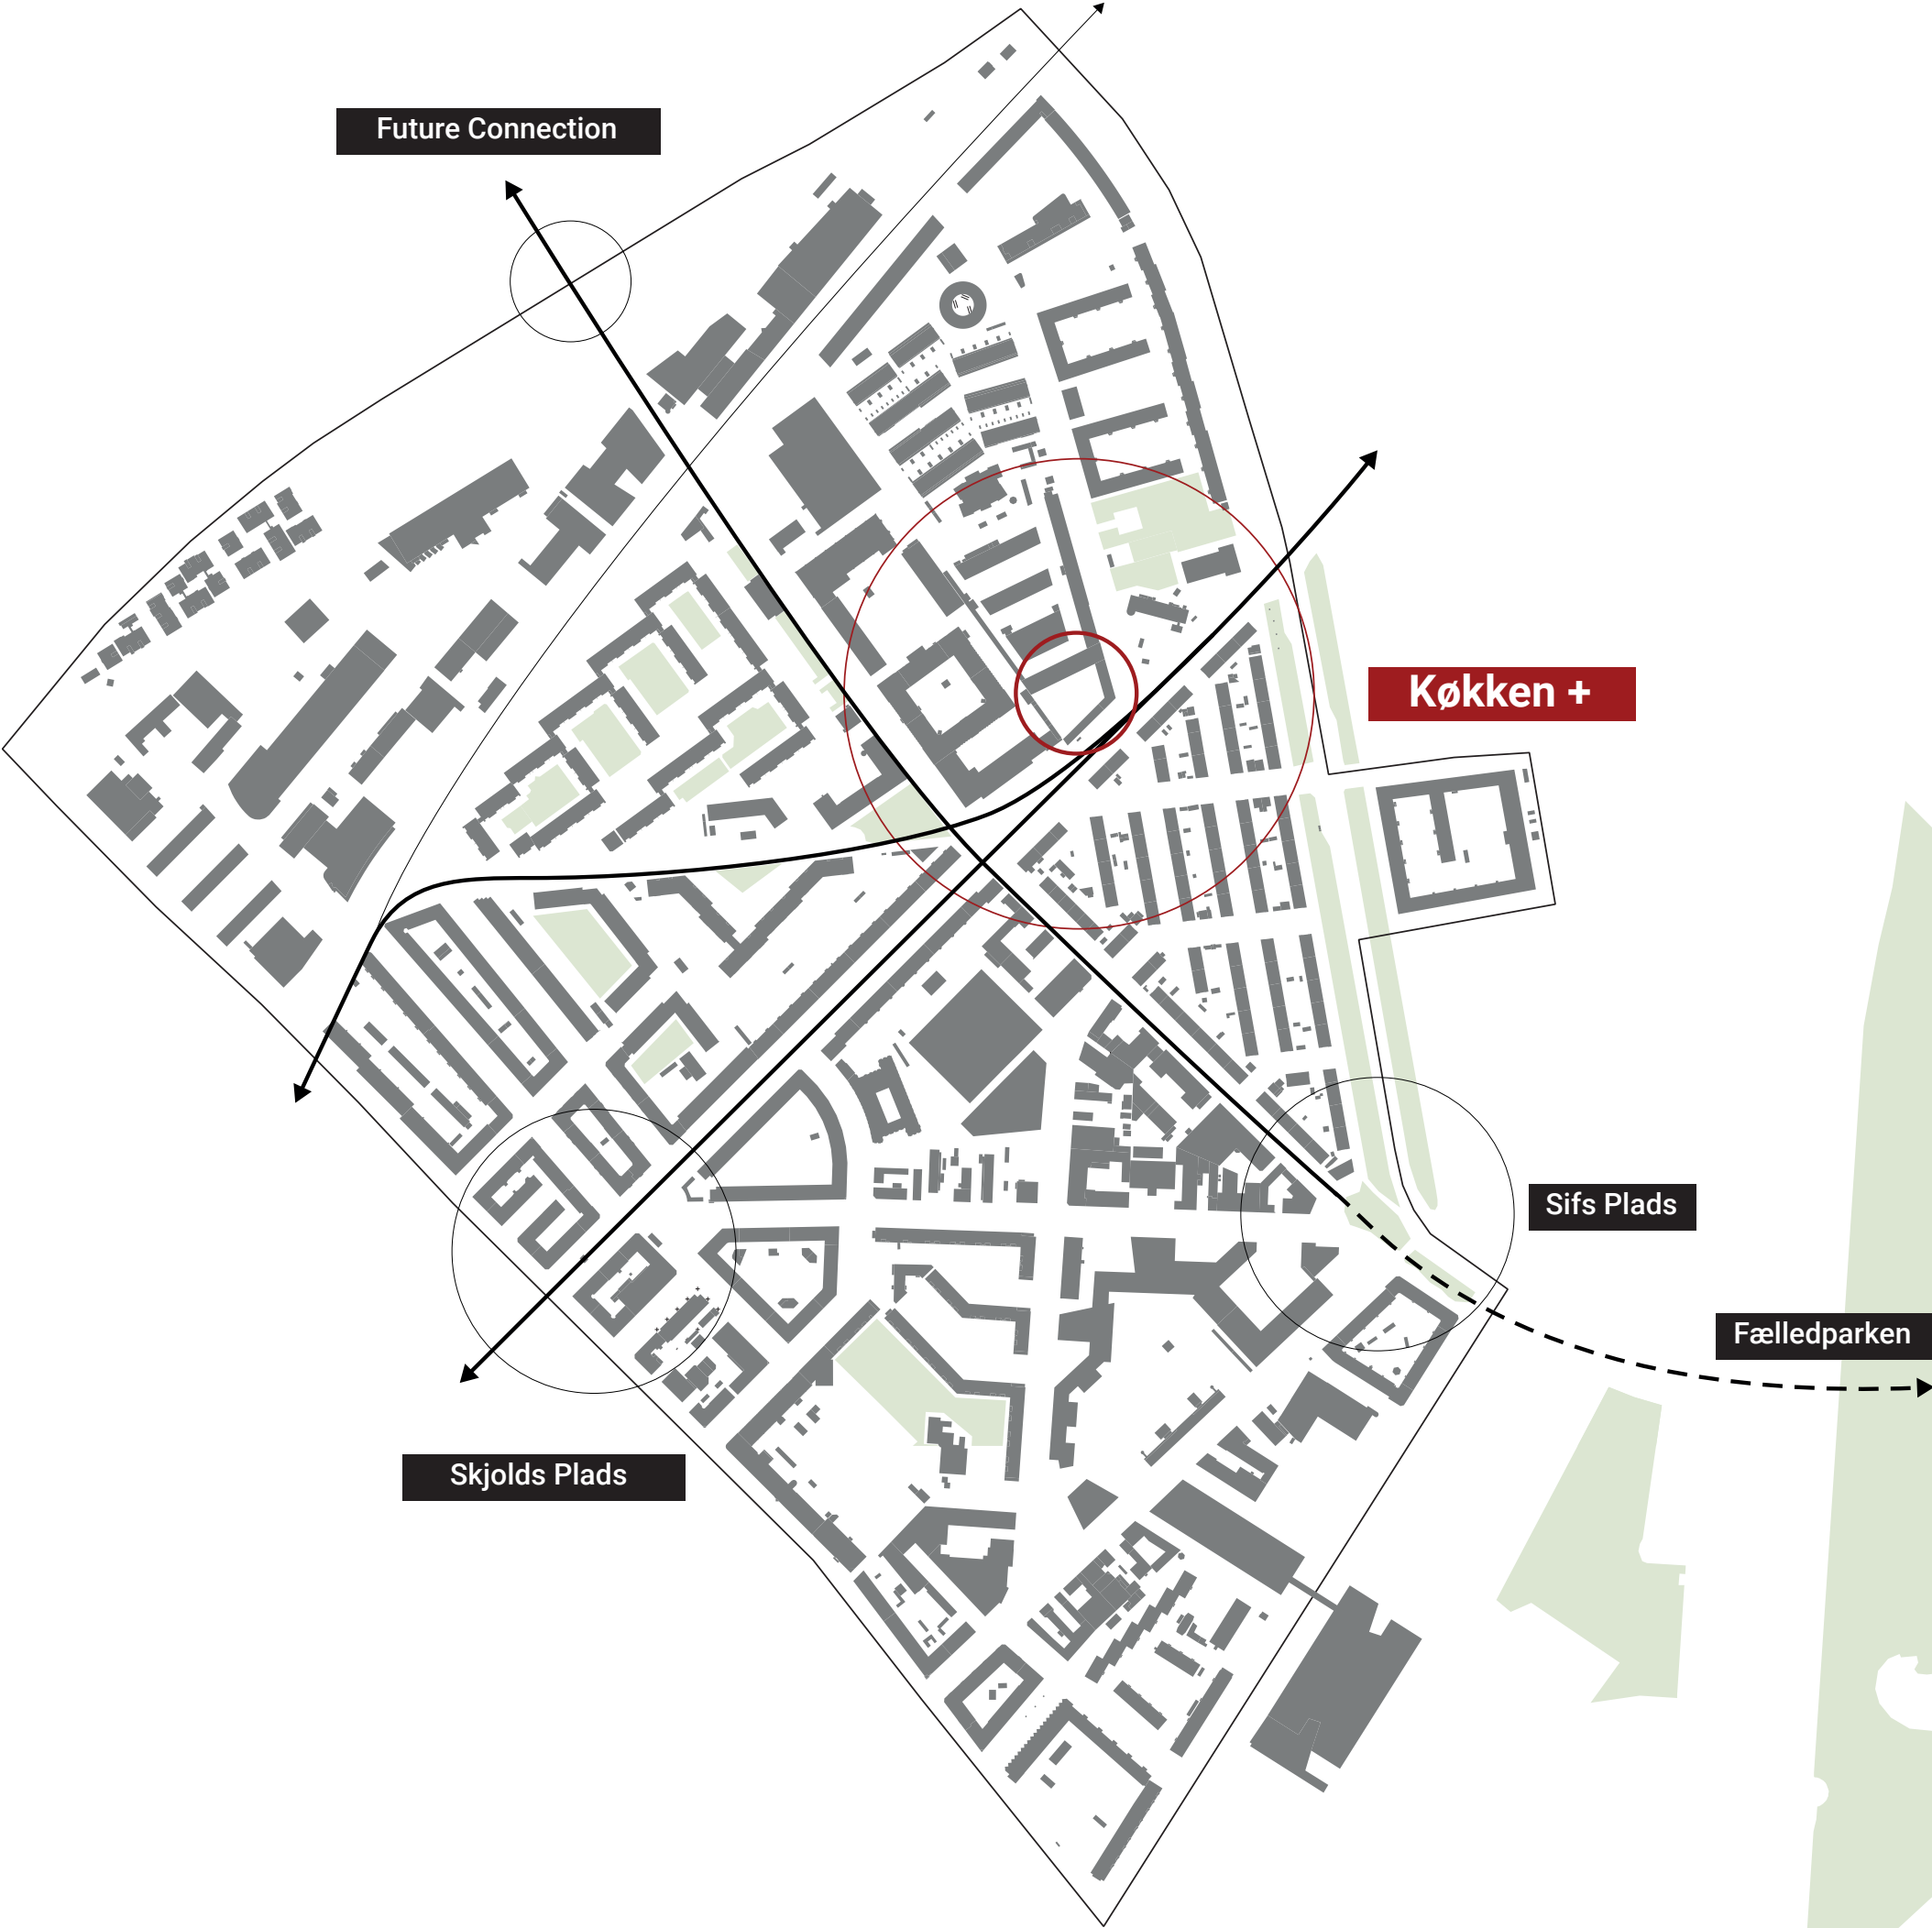 Future Connection
Køkken +
Sifs Plads
Fælledparken
Skjolds Plads